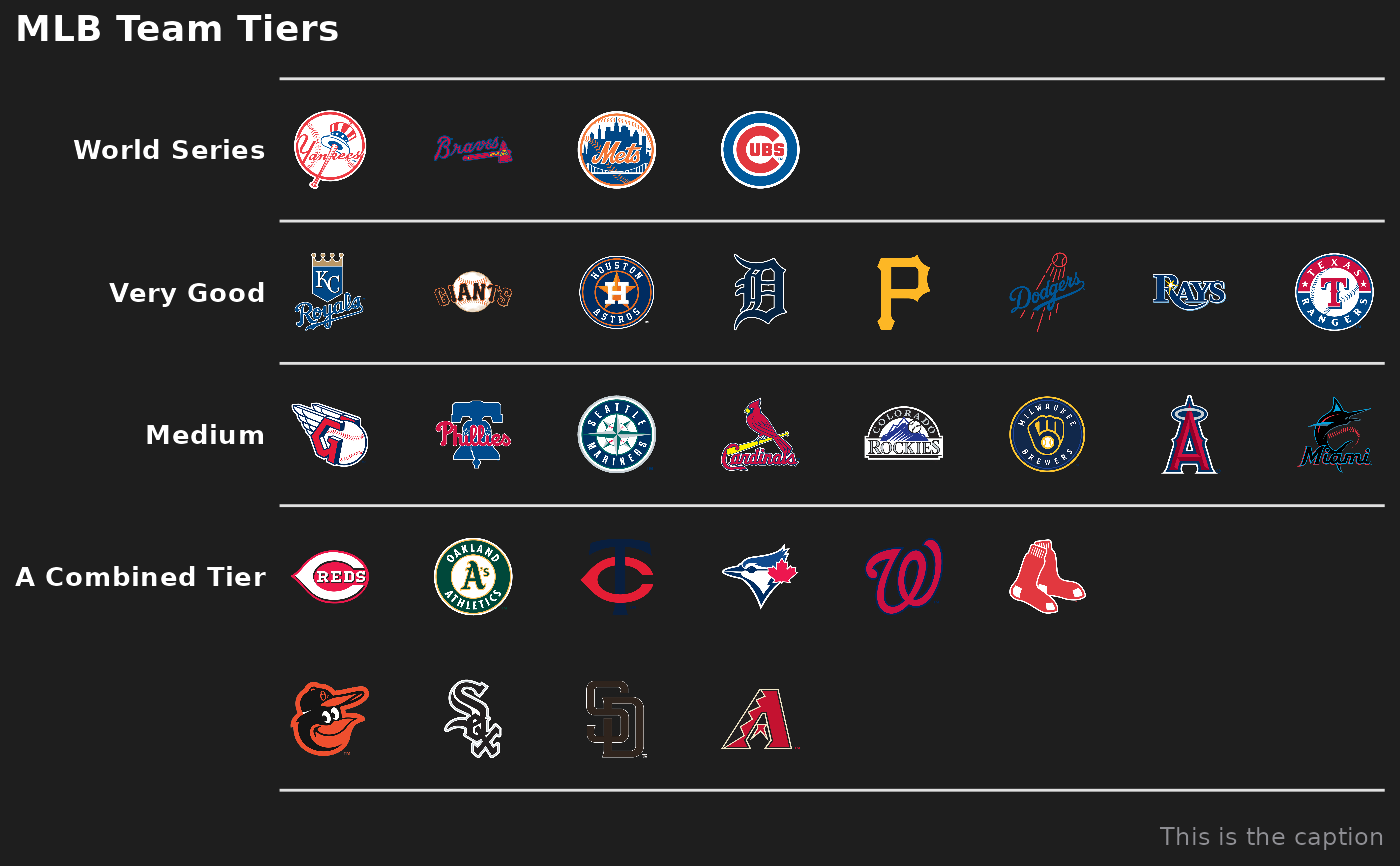 MLB Team Tiers
World Series
Yankees
Braves
Mets
CUBS
Very Good
KC
Royals
GIANTS
HOUSTON
H
ASTROS
D
P
Dodgers
RAYS
TEXAS
T
RANGERS
Medium
G
Phillies
SEATTLE
MARINERS
Cardinals
COLORADO
ROCKIES
MILWAUKEE
BREWERS
A
Miami
A Combined Tier
REDS
OAKLAND
A's
ATHLETICS
TC
W
Sox
SD
A
This is the caption